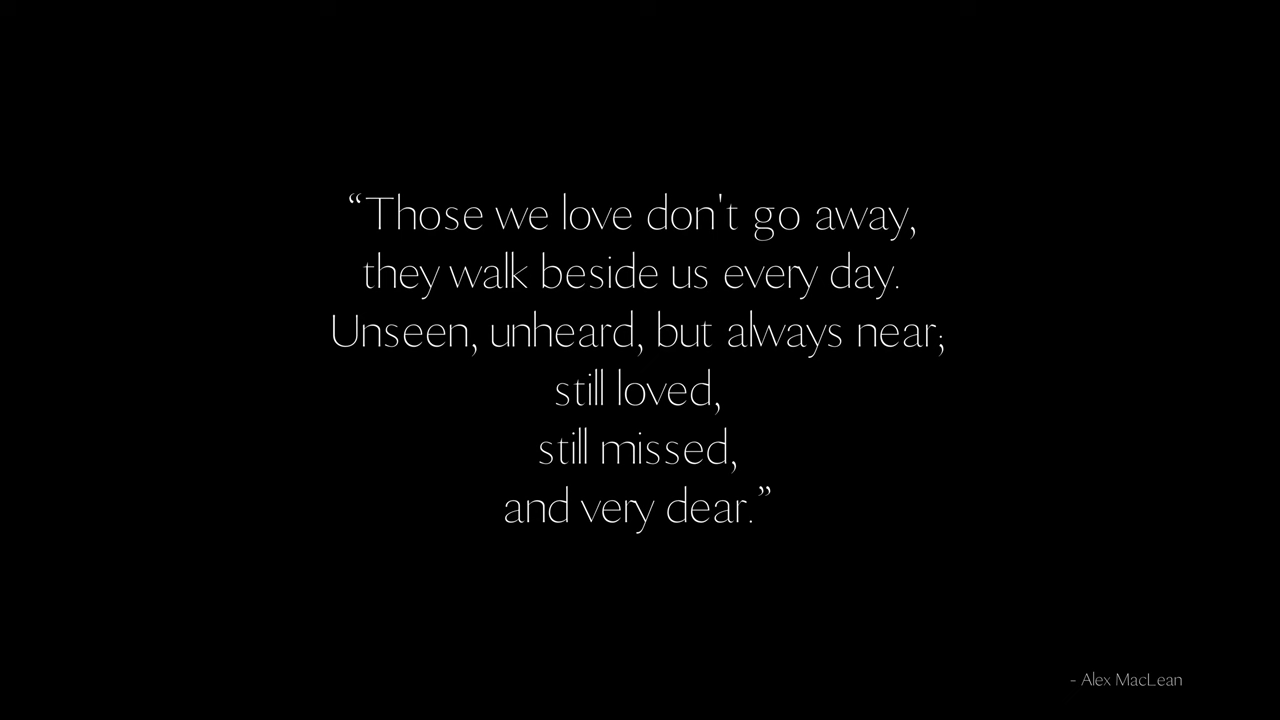 “Those we love don't go away,
they walk beside us every day.
Unseen, unheard, but always near;
still loved,
still missed,
and very dear.”
- Alex MacLean